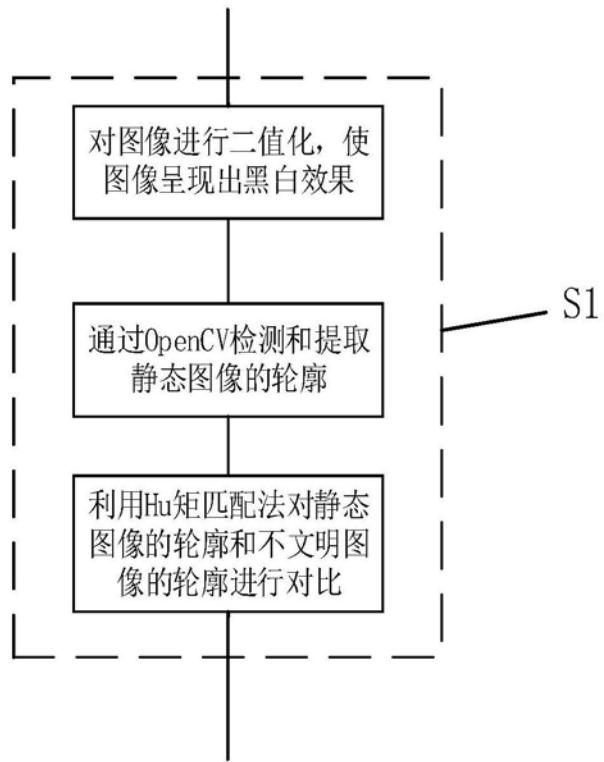 对图像进行二值化，使
图像呈现出黑白效果
通过OpenCV检测和提取
静态图像的轮廓
S1
利用Hu矩匹配法对静态
图像的轮廓和不文明图
像的轮廓进行对比